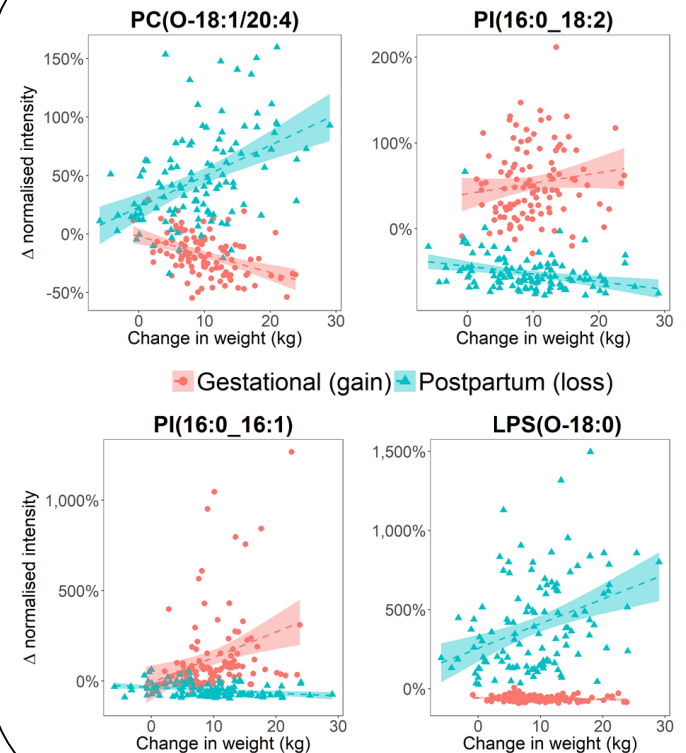 PC(O-18:1/20:4)
PI(16:0_18:2)
150%
100%
50%
0%
-50%
200%
100%
0%
Δ normalised intensity
0 10 20 30
0 10 20 30
Change in weight (kg)
Change in weight (kg)
Gestational (gain) Postpartum (loss)
PI(16:0_16:1)
LPS(O-18:0)
1,000%
500%
0%
1,500%
1,000%
500%
0%
Δ normalised intensity
0 10 20 30
0 10 20 30
Change in weight (kg)
Change in weight (kg)